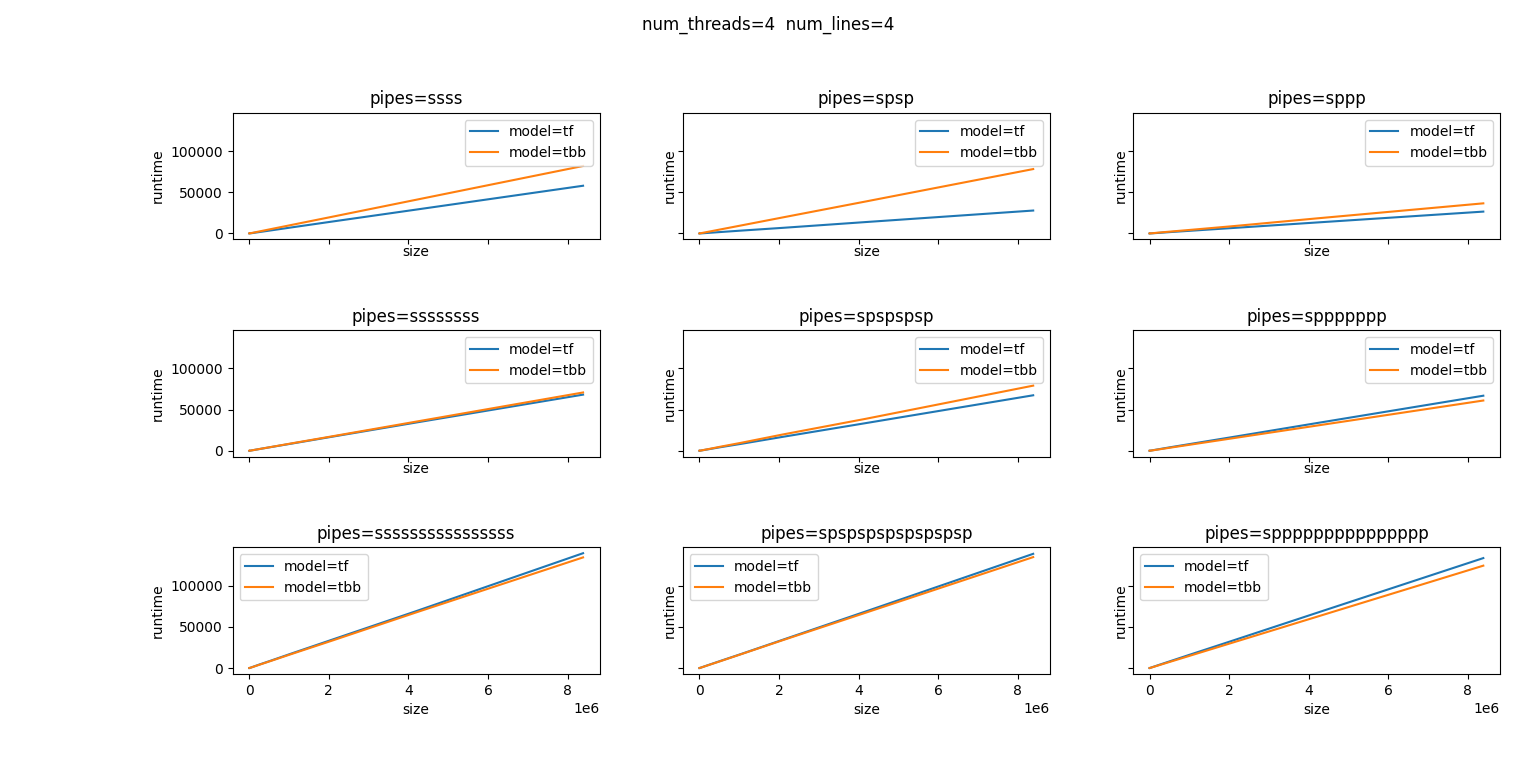 num_threads=4  num_lines=4
pipes=ssss
model=tf
model=tbb
100000
50000
0
runtime
size
pipes=spsp
model=tf
model=tbb
runtime
size
pipes=sppp
model=tf
model=tbb
runtime
size
pipes=ssssssss
model=tf
model=tbb
100000
50000
0
runtime
size
pipes=spspspsp
model=tf
model=tbb
runtime
size
pipes=sppppppp
model=tf
model=tbb
runtime
size
pipes=ssssssssssssssss
model=tf
model=tbb
100000
50000
0
runtime
0 2 4 6 8
1e6
size
pipes=spspspspspspspsp
model=tf
model=tbb
runtime
0 2 4 6 8
1e6
size
pipes=sppppppppppppppp
model=tf
model=tbb
runtime
0 2 4 6 8
1e6
size